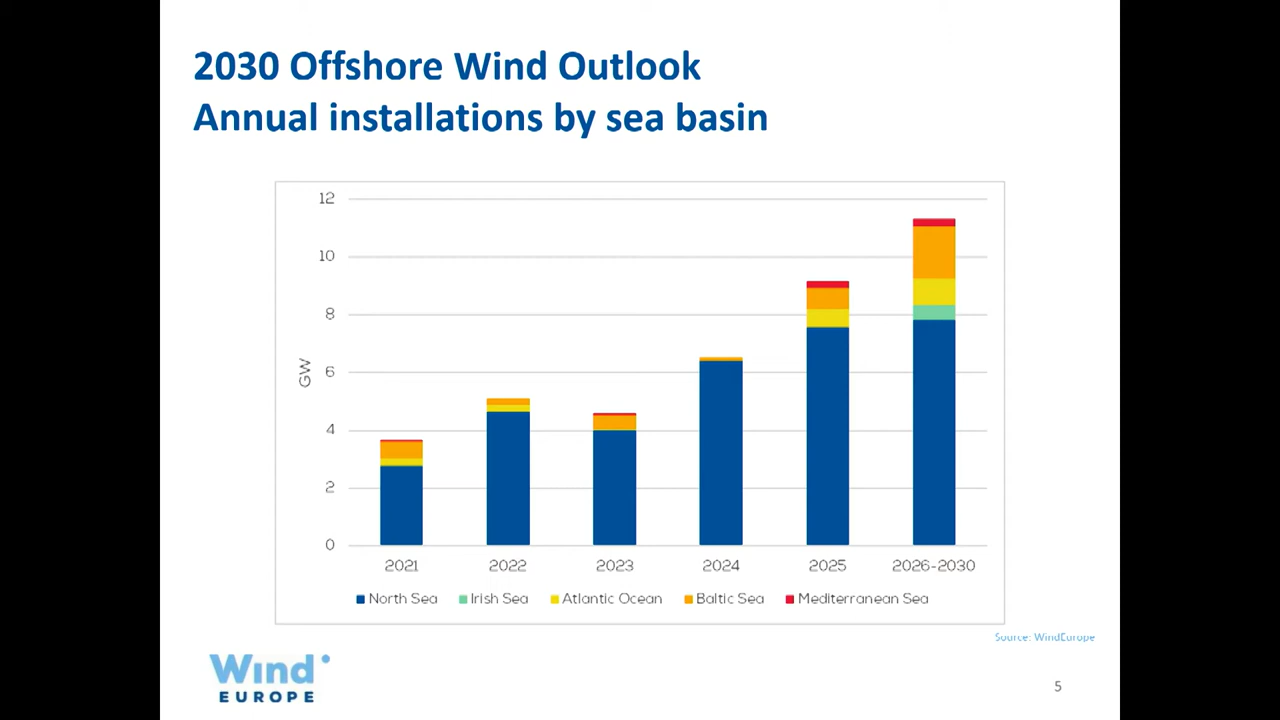 2030 Offshore Wind Outlook
Annual installations by sea basin
12
10
8
6
4
2
0
GW
2021 2022 2023 2024 2025 2026-2030
North Sea Irish Sea Atlantic Ocean Baltic Sea Mediterranean Sea
Source: WindEurope
Wind
EUROPE
5